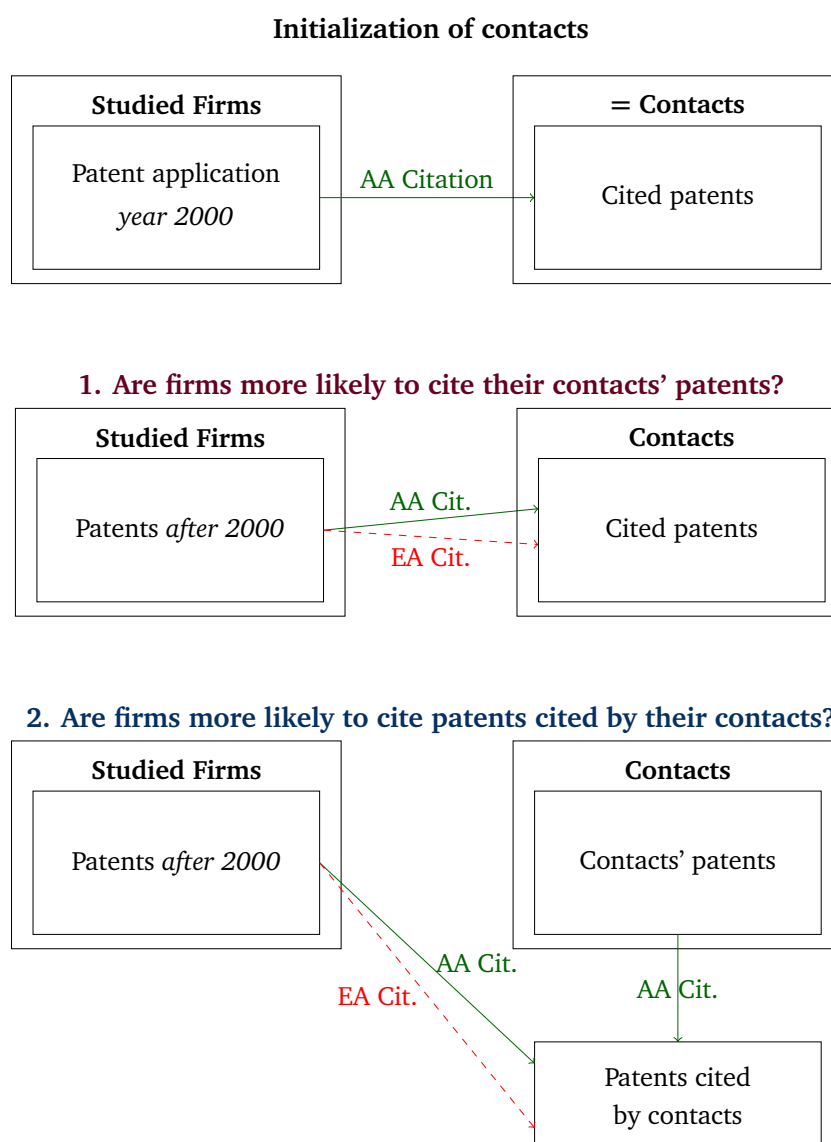 Initialization of contacts
Studied Firms
= Contacts
Patent application
year 2000
AA Citation
Cited patents
1. Are firms more likely to cite their contacts’ patents?
Studied Firms
Contacts
Patents after 2000
AA Cit.
EA Cit.
Cited patents
2. Are firms more likely to cite patents cited by their contacts?
Studied Firms
Contacts
Patents after 2000
Contacts’ patents
AA Cit.
EA Cit.
AA Cit.
Patents cited
by contacts